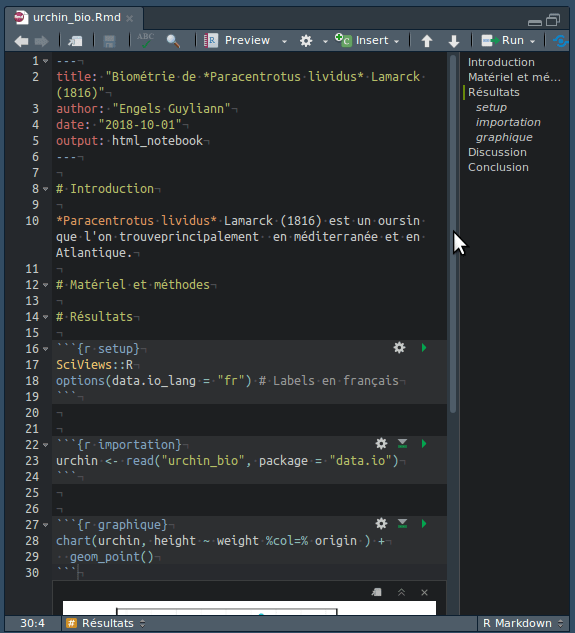 urchin_bio.Rmd ×
ABC Preview Insert Run
1 ---
2 title: "Biométrie de *Paracentrotus lividus* Lamarck
(1816)"
3 author: "Engels Guyliann"
4 date: "2018-10-01"
5 output: html_notebook
6 ---
7
8 # Introduction
9
10 *Paracentrotus lividus* Lamarck (1816) est un oursin
que l'on trouveprincipalement  en méditerranée et en
Atlantique.
11
12 # Matériel et méthodes
13
14 # Résultats
15
16 ```{r setup}
17 SciViews::R
18 options(data.io_lang = "fr") # Labels en français
19 ```
20
21
22 ```{r importation}
23 urchin <- read("urchin_bio", package = "data.io")
24 ```
25
26
27 ```{r graphique}
28 chart(urchin, height ~ weight %col=% origin ) +
29   geom_point()
30 ```
Introduction
Matériel et mé...
Résultats
setup
importation
graphique
Discussion
Conclusion
30:4 # Résultats R Markdown